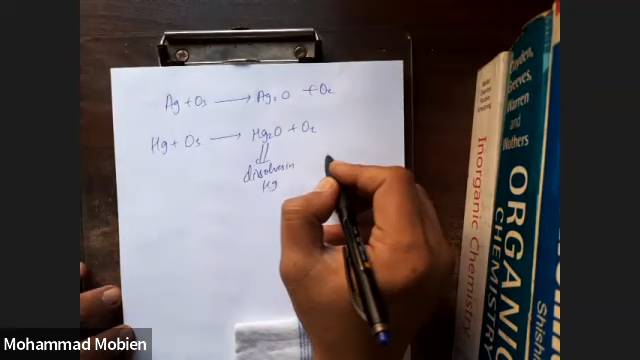 Ag + O₃ ⟶ Ag₂O + O₂
Hg + O₃ ⟶ Hg₂O + O₂
dissolves in
Hg
Inorganic Chemistry
Clayden,
Greeves,
Warren
and
Wothers
ORGANIC
CHEMISTRY
Mohammad Mobien